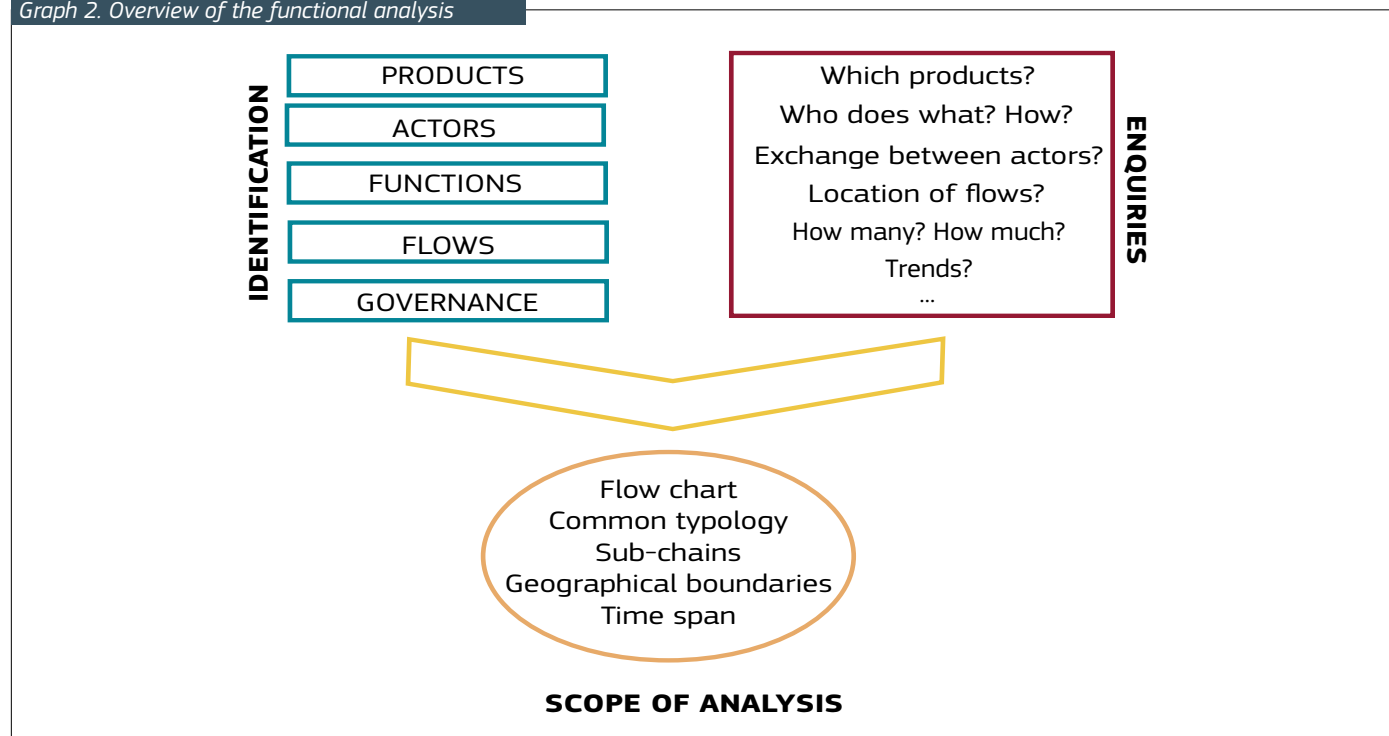 Graph 2. Overview of the functional analysis
IDENTIFICATION
PRODUCTS
ACTORS
FUNCTIONS
FLOWS
GOVERNANCE
Which products?
Who does what? How?
Exchange between actors?
Location of flows?
How many? How much?
Trends?
...
ENQUIRIES
Flow chart
Common typology
Sub-chains
Geographical boundaries
Time span
SCOPE OF ANALYSIS